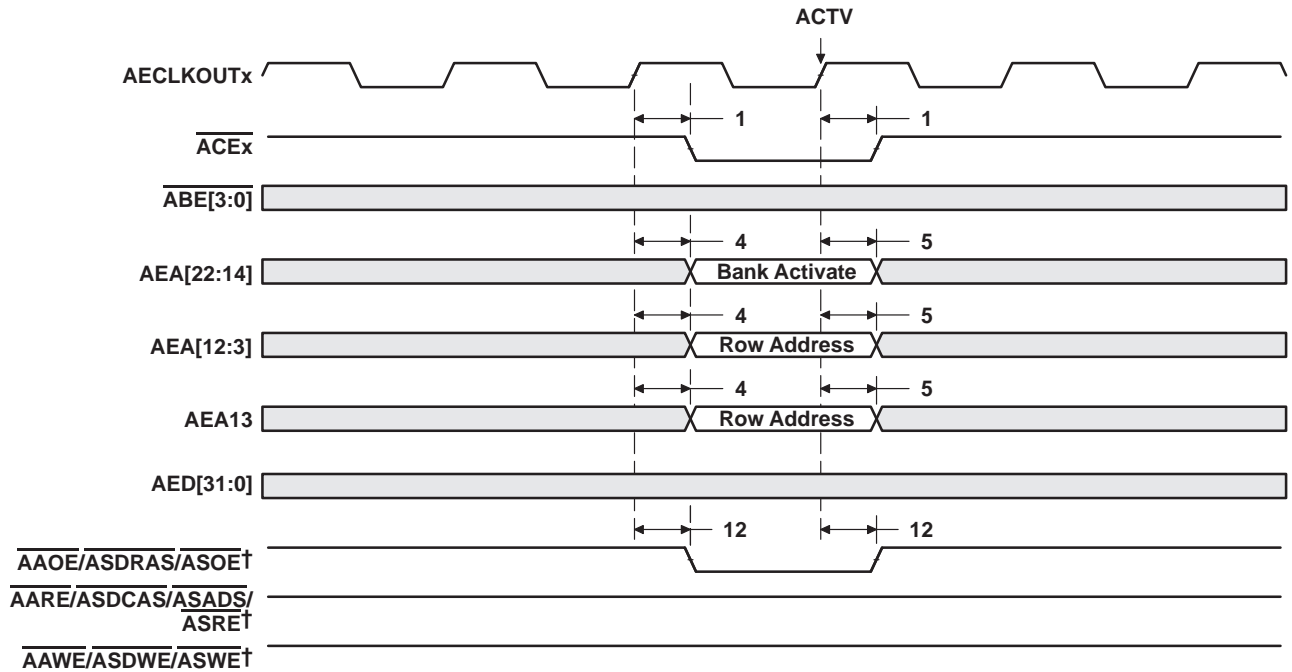 ACTV
AECLKOUTx
1 1
ACEx
ABE[3:0]
4 5
AEA[22:14] Bank Activate
4 5
AEA[12:3] Row Address
4 5
AEA13 Row Address
AED[31:0]
12 12
AAOE/ASDRAS/ASOE†
AARE/ASDCAS/ASADS/
ASRE†
AAWE/ASDWE/ASWE†